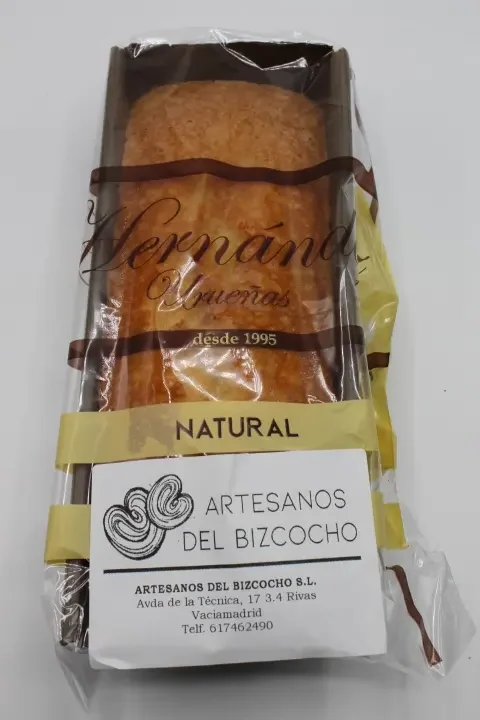 Hernánd
Urueñas
desde 1995
NATURAL
ARTESANOS
DEL BIZCOCHO
ARTESANOS DEL BIZCOCHO S.L.
Avda de la Técnica, 17 3.4 Rivas
Vaciamadrid
Telf. 617462490